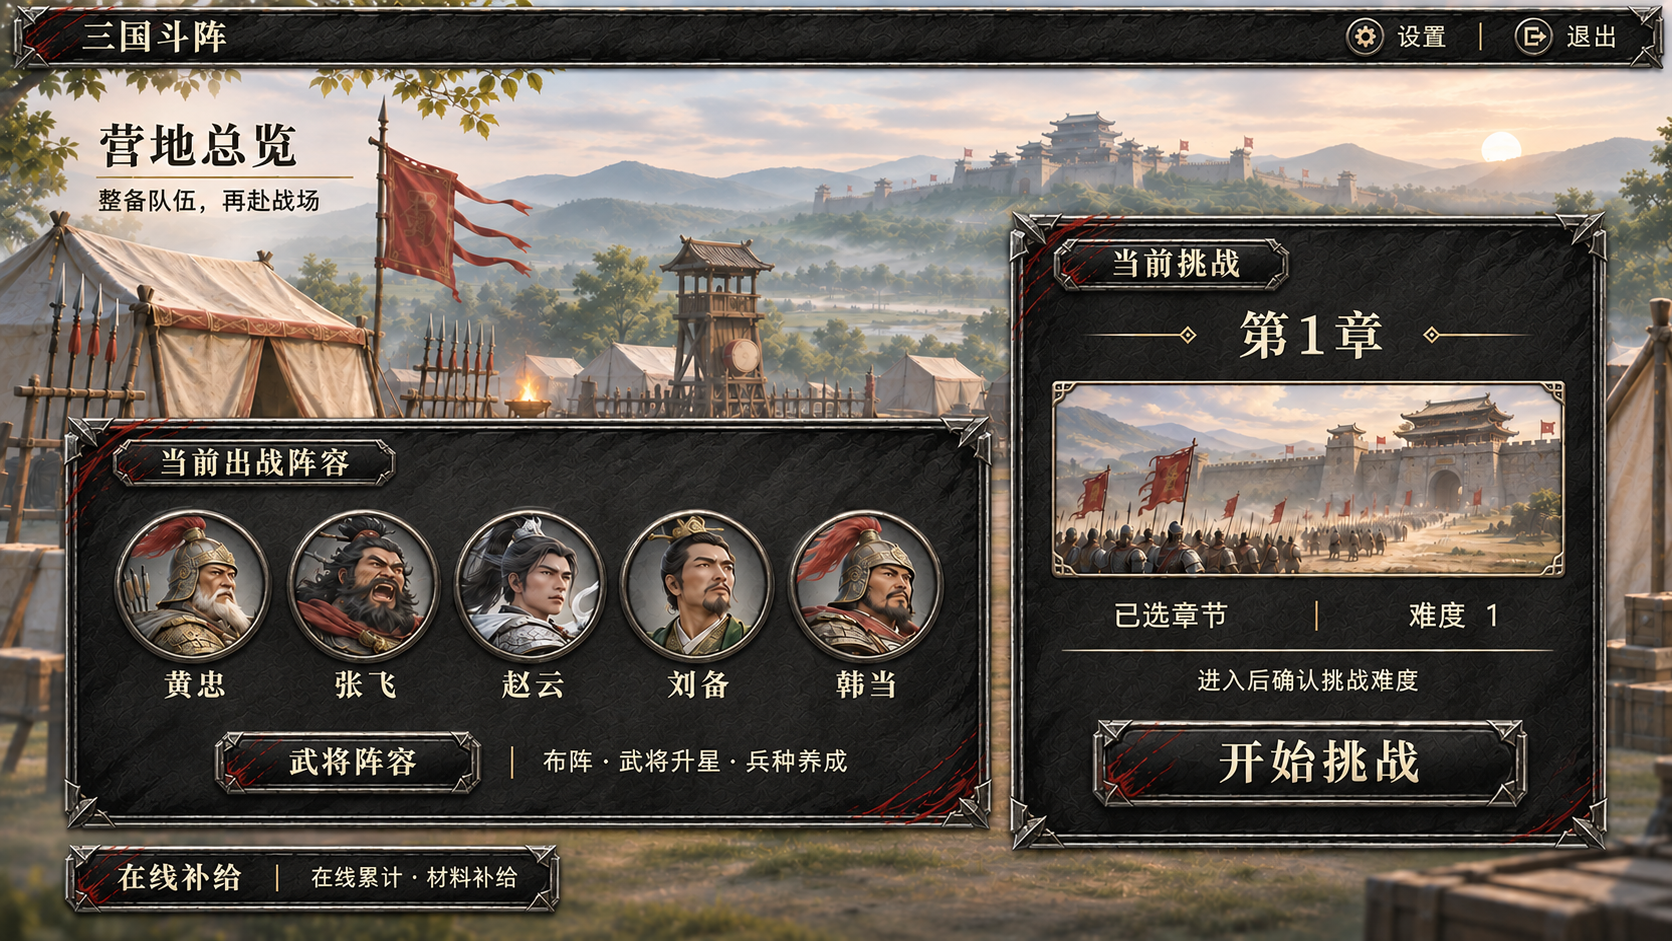 三国斗阵
设置
退出
营地总览
整备队伍，再赴战场
当前挑战
第1章
已选章节
难度 1
进入后确认挑战难度
开始挑战
当前出战阵容
黄忠
张飞
赵云
刘备
韩当
武将阵容
布阵·武将升星·兵种养成
在线补给
在线累计·材料补给